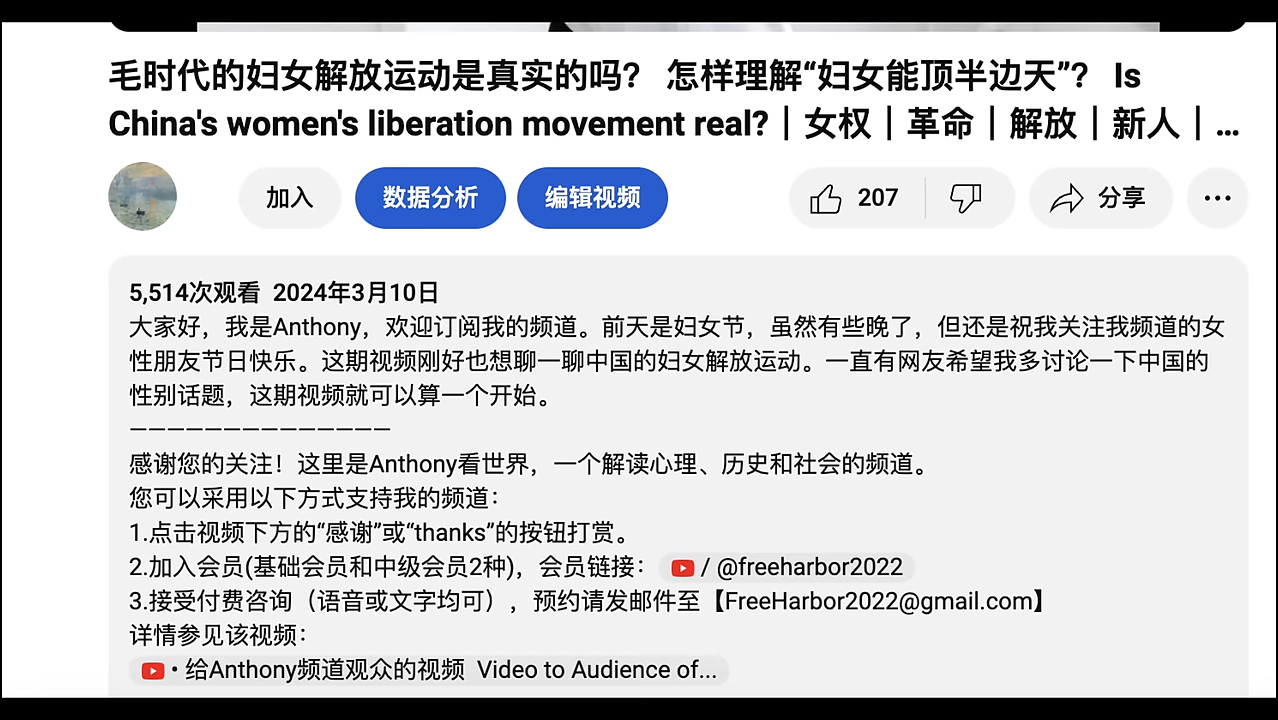 毛时代的妇女解放运动是真实的吗？ 怎样理解“妇女能顶半边天”？ Is
China's women's liberation movement real?｜女权｜革命｜解放｜新人｜...
加入 数据分析 编辑视频 207 分享
5,514次观看 2024年3月10日
大家好，我是Anthony，欢迎订阅我的频道。前天是妇女节，虽然有些晚了，但还是祝我关注我频道的女
性朋友节日快乐。这期视频刚好也想聊一聊中国的妇女解放运动。一直有网友希望我多讨论一下中国的
性别话题，这期视频就可以算一个开始。
——————————————
感谢您的关注！这里是Anthony看世界，一个解读心理、历史和社会的频道。
您可以采用以下方式支持我的频道：
1.点击视频下方的“感谢”或“thanks”的按钮打赏。
2.加入会员(基础会员和中级会员2种)，会员链接： / @freeharbor2022
3.接受付费咨询（语音或文字均可），预约请发邮件至【FreeHarbor2022@gmail.com】
详情参见该视频：
• 给Anthony频道观众的视频 Video to Audience of...